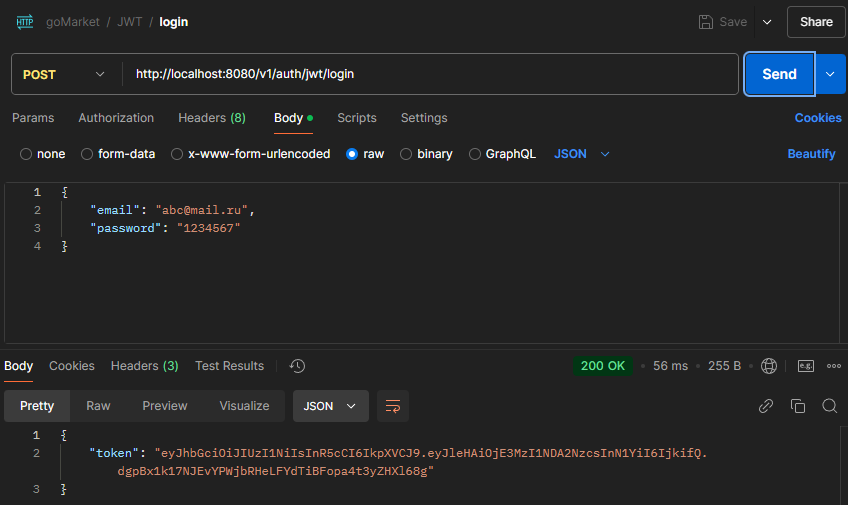 HTTP goMarket / JWT / login Save Share
POST http://localhost:8080/v1/auth/jwt/login Send
Params Authorization Headers (8) Body Scripts Settings Cookies
none form-data x-www-form-urlencoded raw binary GraphQL JSON Beautify
1 {
2 "email": "abc@mail.ru",
3 "password": "1234567"
4 }
Body Cookies Headers (3) Test Results 200 OK 56 ms 255 B e.g.
Pretty Raw Preview Visualize JSON
1 {
2 "token": "eyJhbGciOiJIUzI1NiIsInR5cCI6IkpXVCJ9.eyJleHAiOjE3MzI1NDA2NzcsInN1YiI6IjkifQ.
dgpBx1k17NJEvYPWjbRHeLFYdTiBFopa4t3yZHXl68g"
3 }